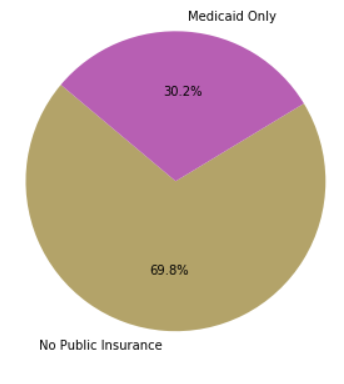 Medicaid Only
30.2%
69.8%
No Public Insurance